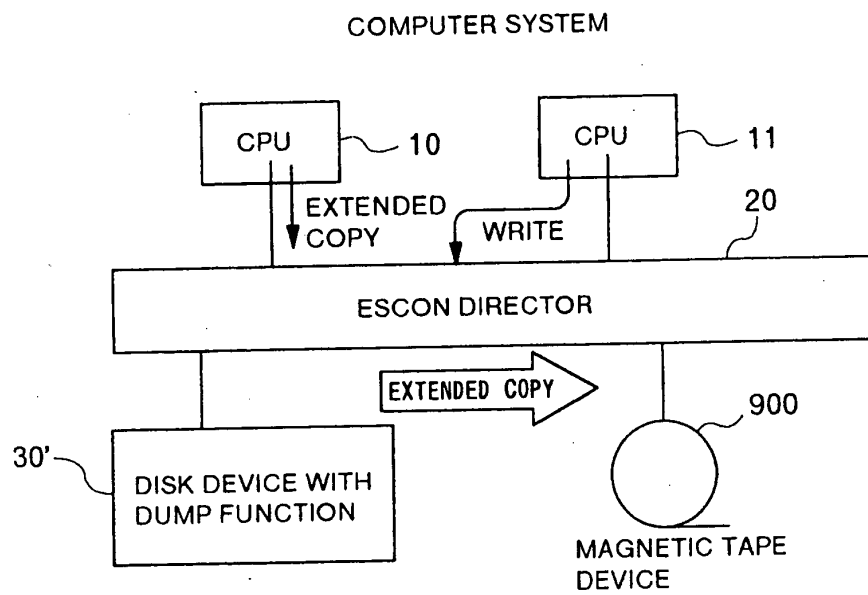 COMPUTER SYSTEM
CPU
10
CPU
11
EXTENDED
COPY
WRITE
20
ESCON DIRECTOR
EXTENDED COPY
900
30'
DISK DEVICE WITH
DUMP FUNCTION
MAGNETIC TAPE
DEVICE